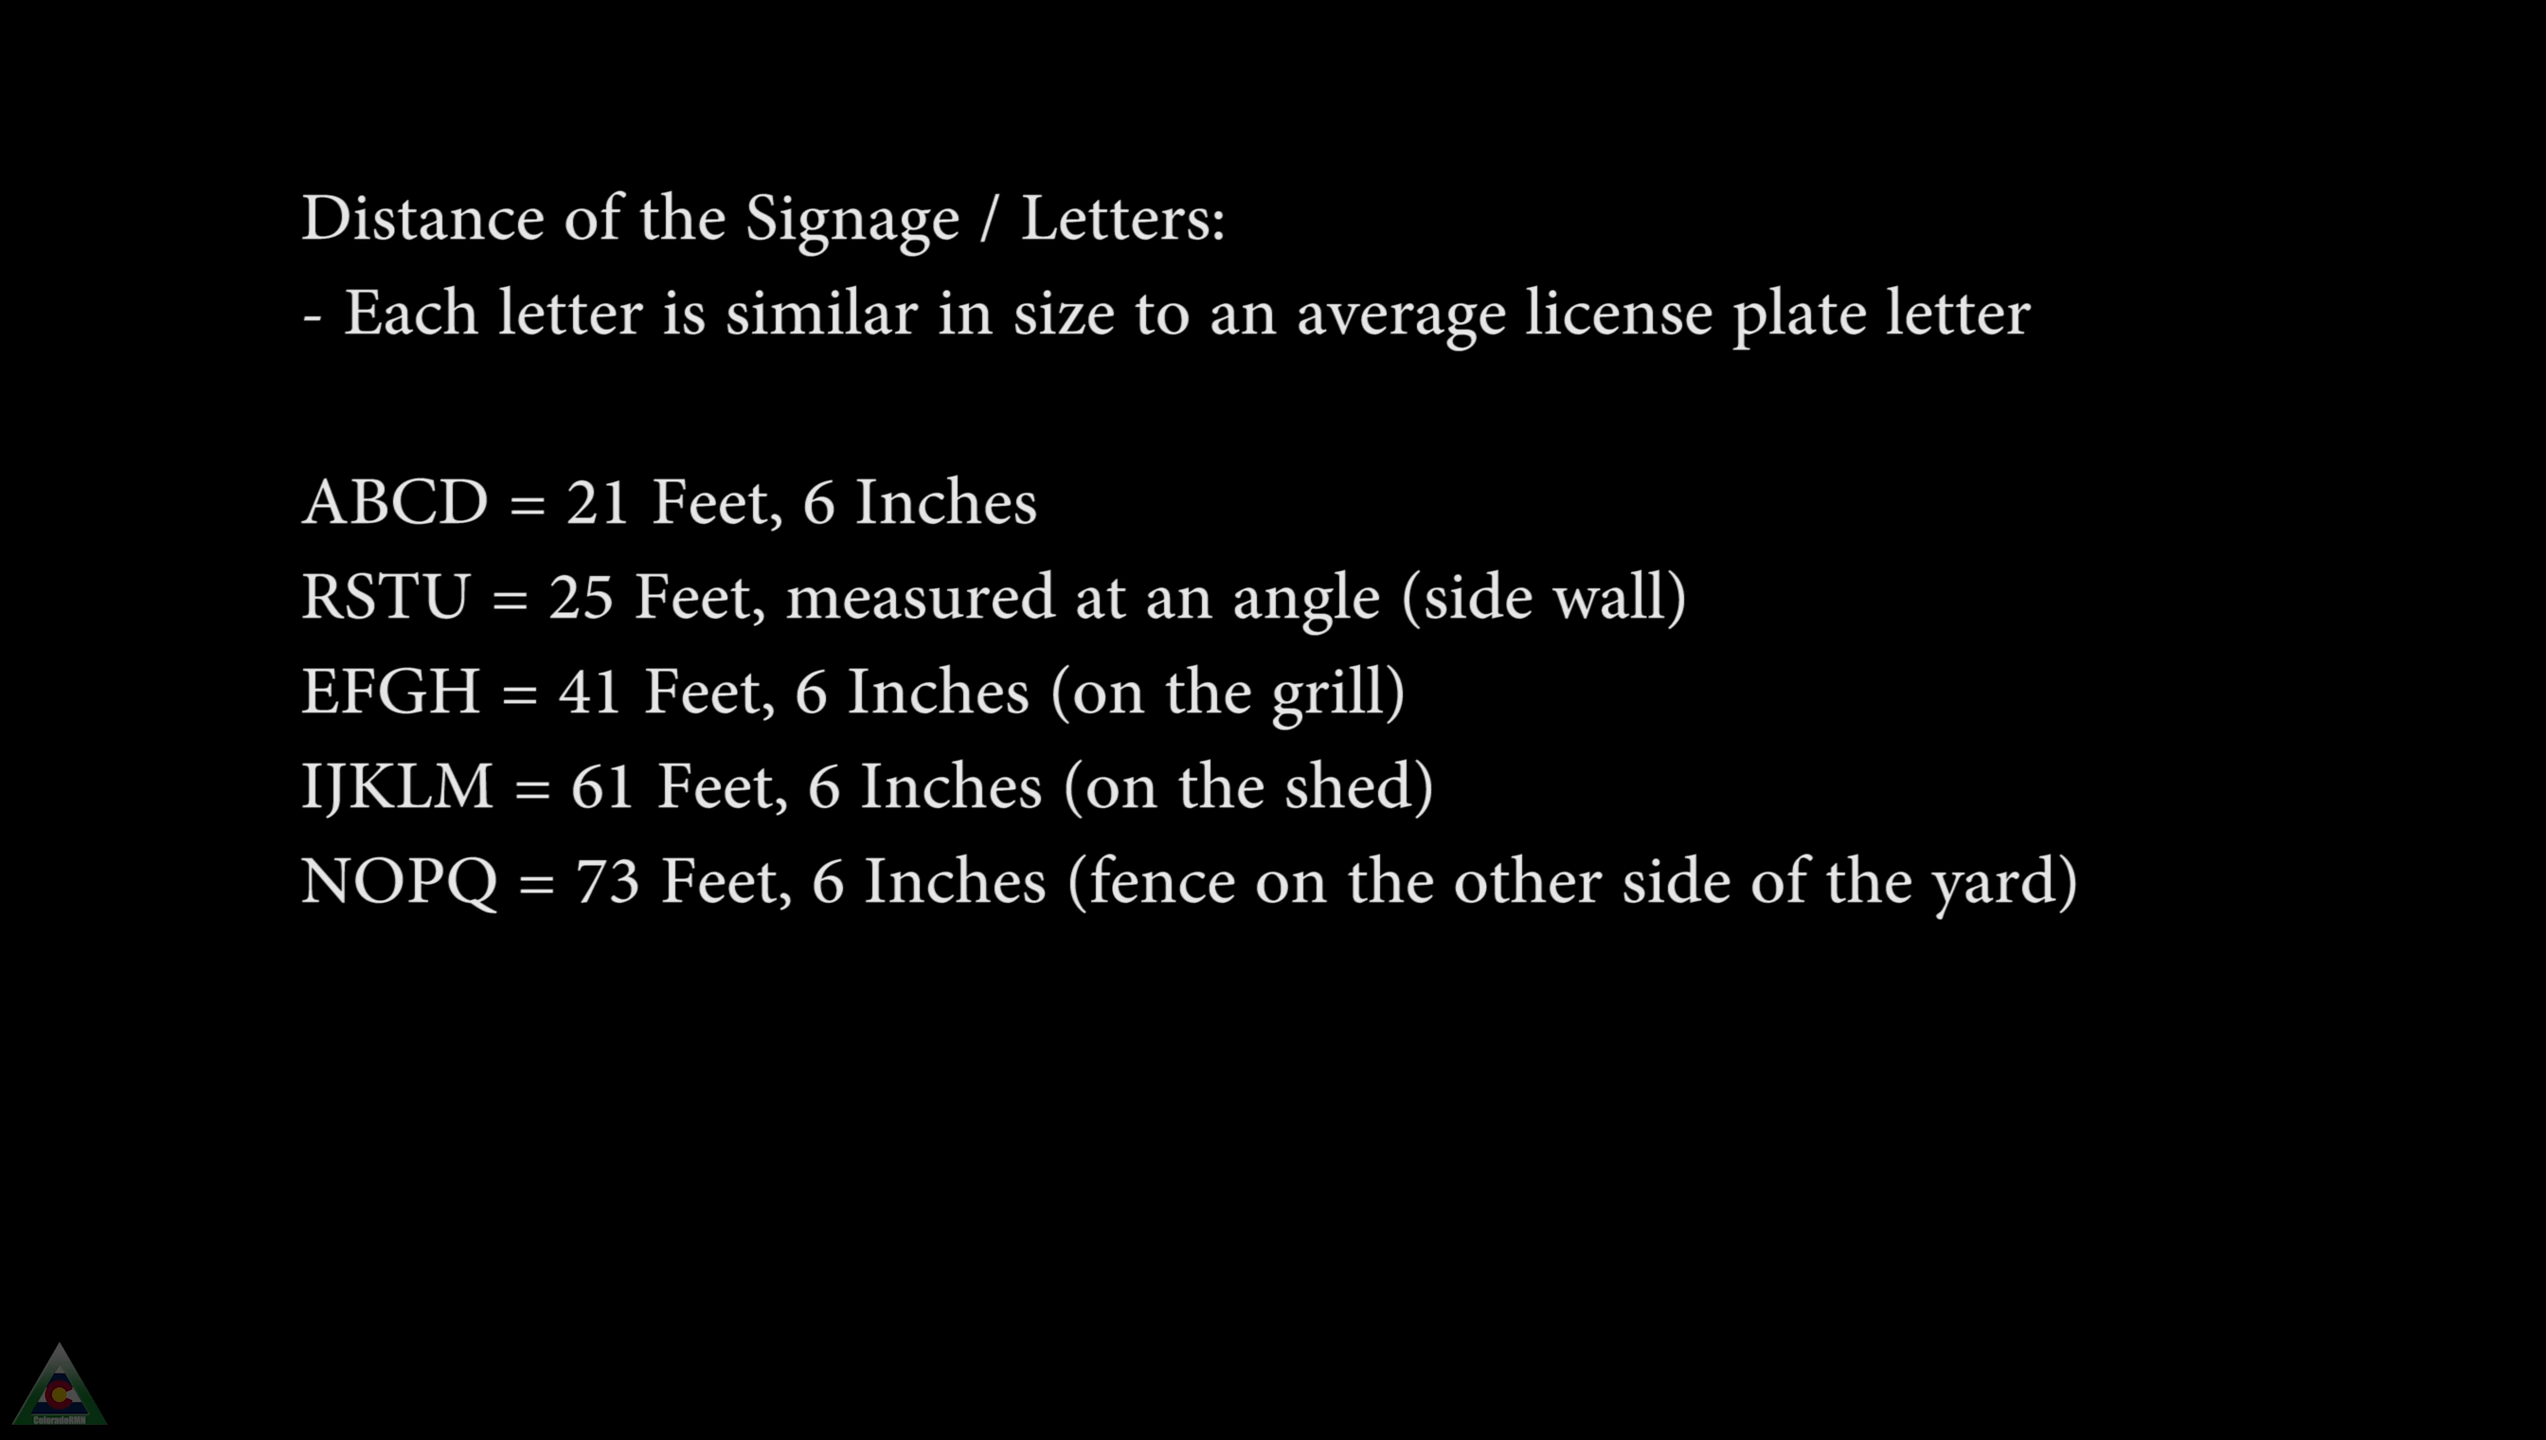 Distance of the Signage / Letters:
- Each letter is similar in size to an average license plate letter
ABCD = 21 Feet, 6 Inches
RSTU = 25 Feet, measured at an angle (side wall)
EFGH = 41 Feet, 6 Inches (on the grill)
IJKLM = 61 Feet, 6 Inches (on the shed)
NOPQ = 73 Feet, 6 Inches (fence on the other side of the yard)
C
ColoradoRMH